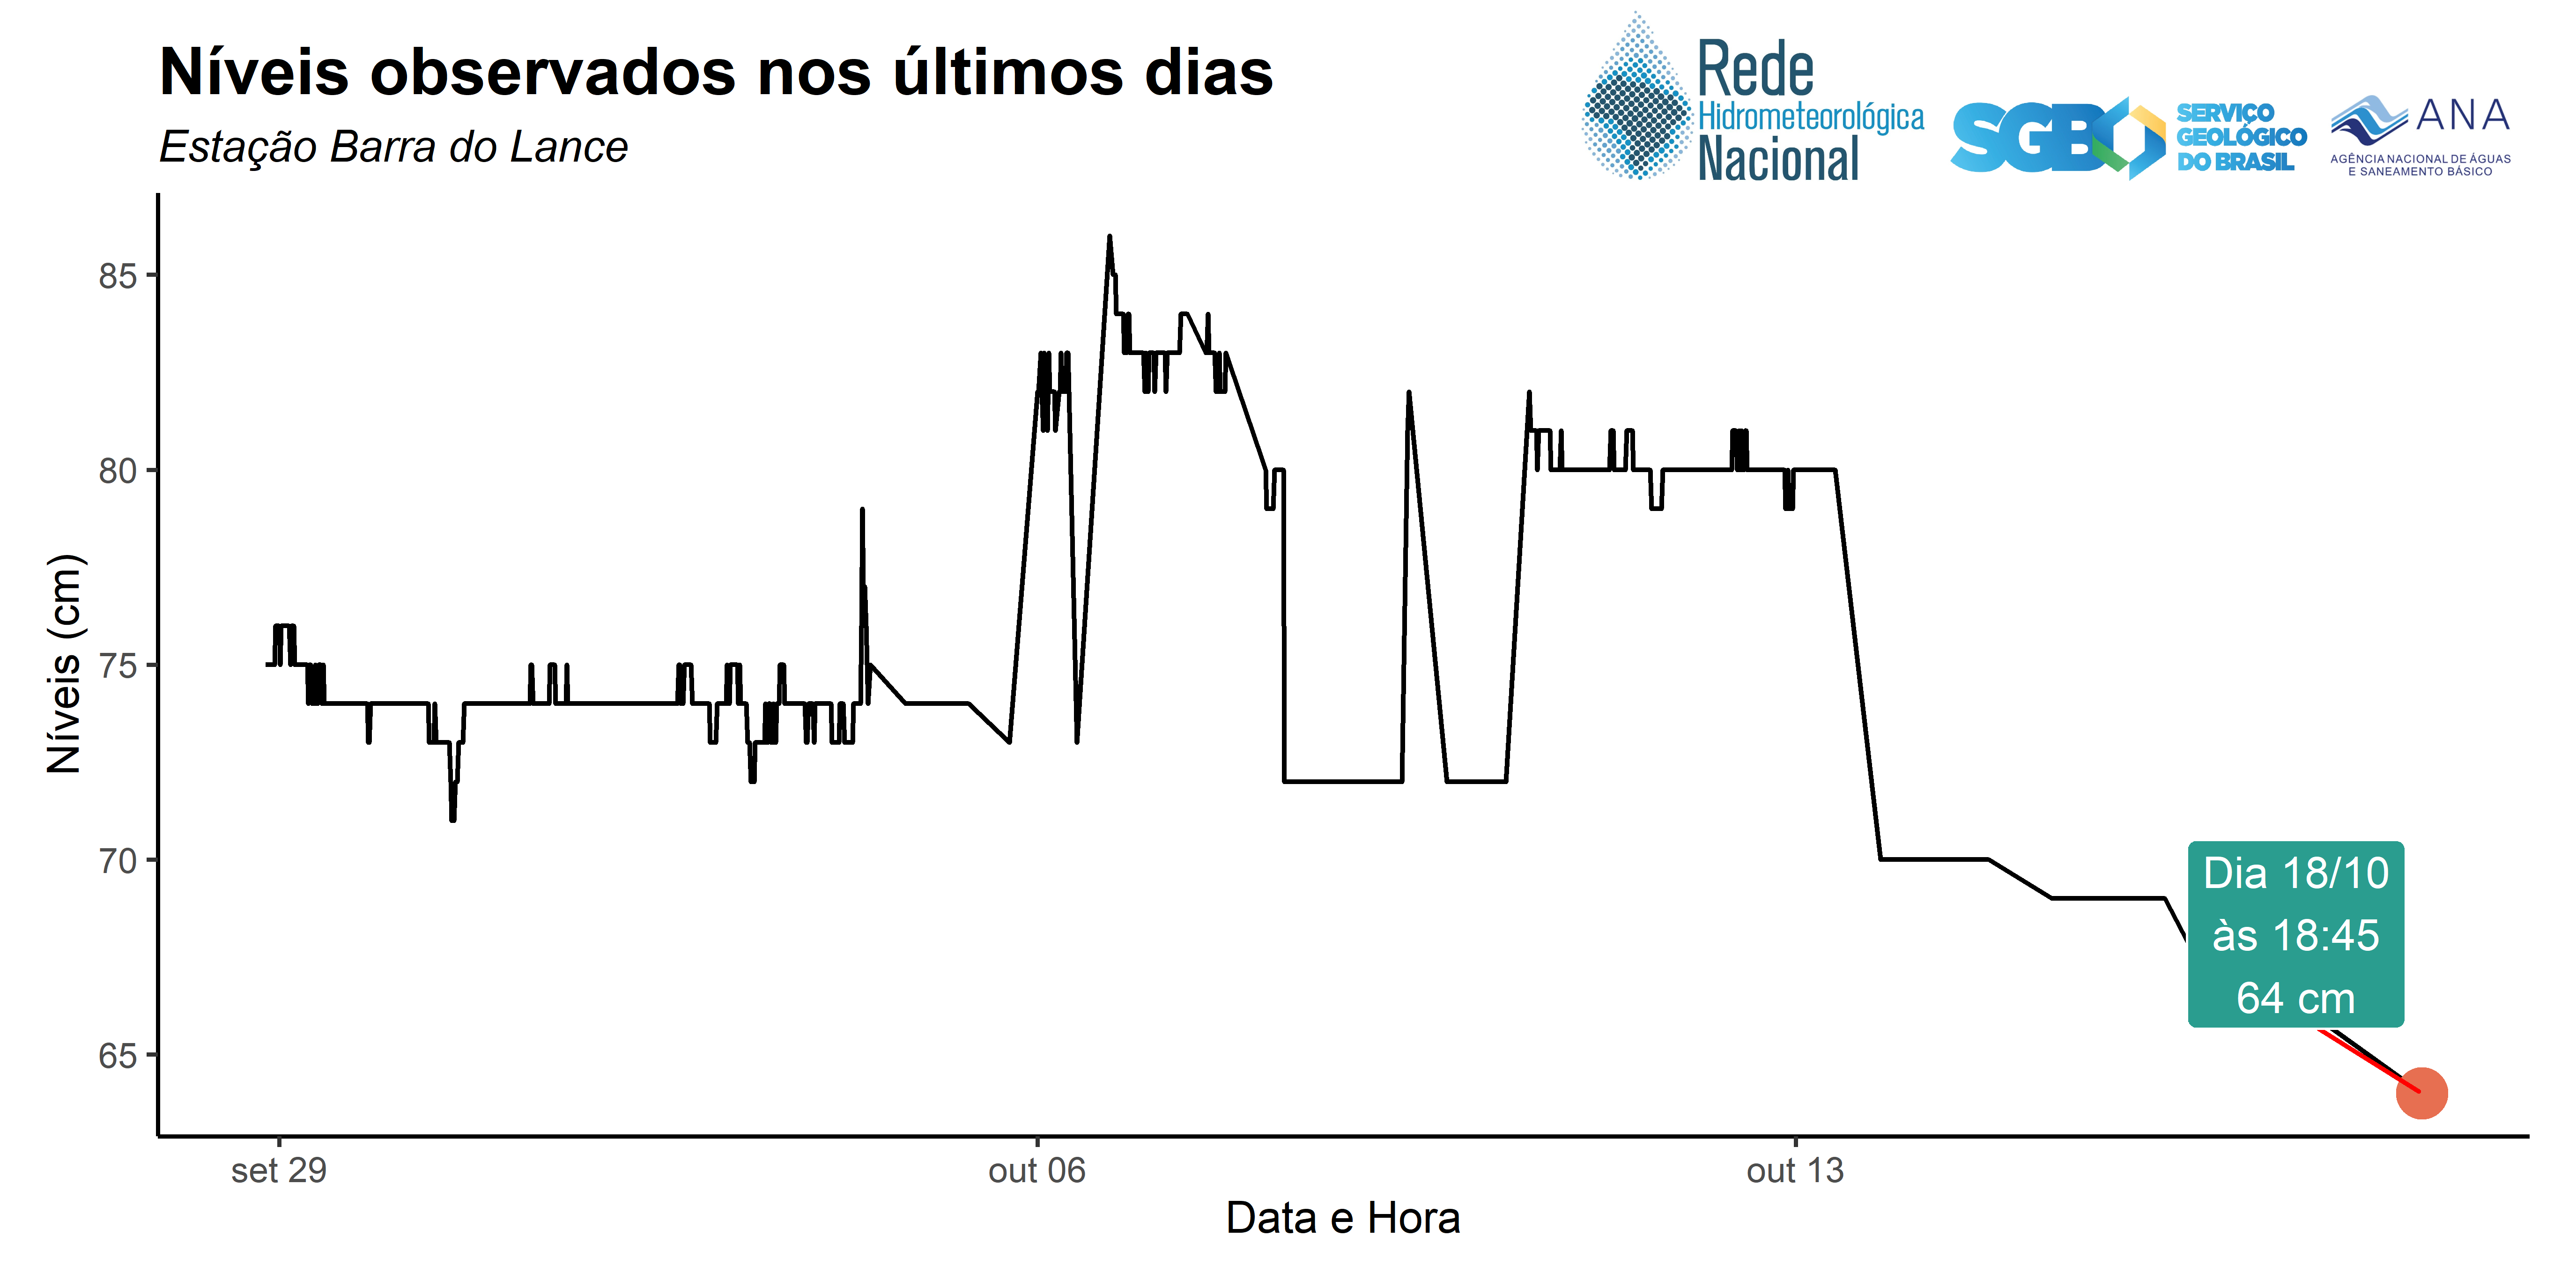 Níveis observados nos últimos dias
Estação Barra do Lance
Rede
Hidrometeorológica
Nacional
SGB
SERVIÇO
GEOLÓGICO
DO BRASIL
ANA
AGÊNCIA NACIONAL DE ÁGUAS
E SANEAMENTO BÁSICO
Níveis (cm)
85
80
75
70
65
Dia 18/10
às 18:45
64 cm
set 29
out 06
out 13
Data e Hora